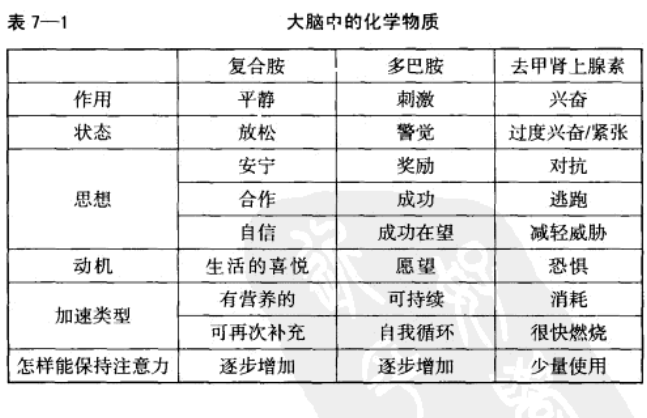 表 7—1 大脑中的化学物质
复合胺 多巴胺 去甲肾上腺素
作用 平静 刺激 兴奋
状态 放松 警觉 过度兴奋/紧张
安宁 奖励 对抗
思想 合作 成功 逃跑
自信 成功在望 减轻威胁
动机 生活的喜悦 愿望 恐惧
加速类型 有营养的 可持续 消耗
可再次补充 自我循环 很快燃烧
怎样能保持注意力 逐步增加 逐步增加 少量使用